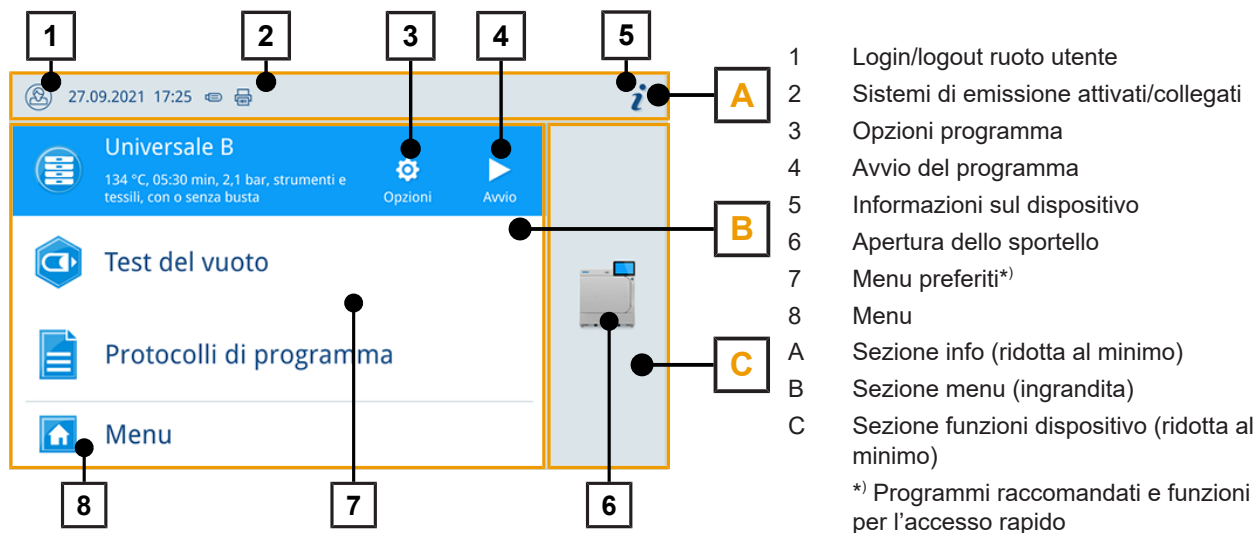 1
2
3
4
5
27.09.2021 17:25
i
A
Universale B
134 °C, 05:30 min, 2,1 bar, strumenti e
tessili, con o senza busta
Opzioni
Avvio
B
Test del vuoto
Protocolli di programma
C
Menu
8
7
6
1 Login/logout ruoto utente
2 Sistemi di emissione attivati/collegati
3 Opzioni programma
4 Avvio del programma
5 Informazioni sul dispositivo
6 Apertura dello sportello
7 Menu preferiti*)
8 Menu
A Sezione info (ridotta al minimo)
B Sezione menu (ingrandita)
C Sezione funzioni dispositivo (ridotta al
minimo)
*) Programmi raccomandati e funzioni
per l’accesso rapido